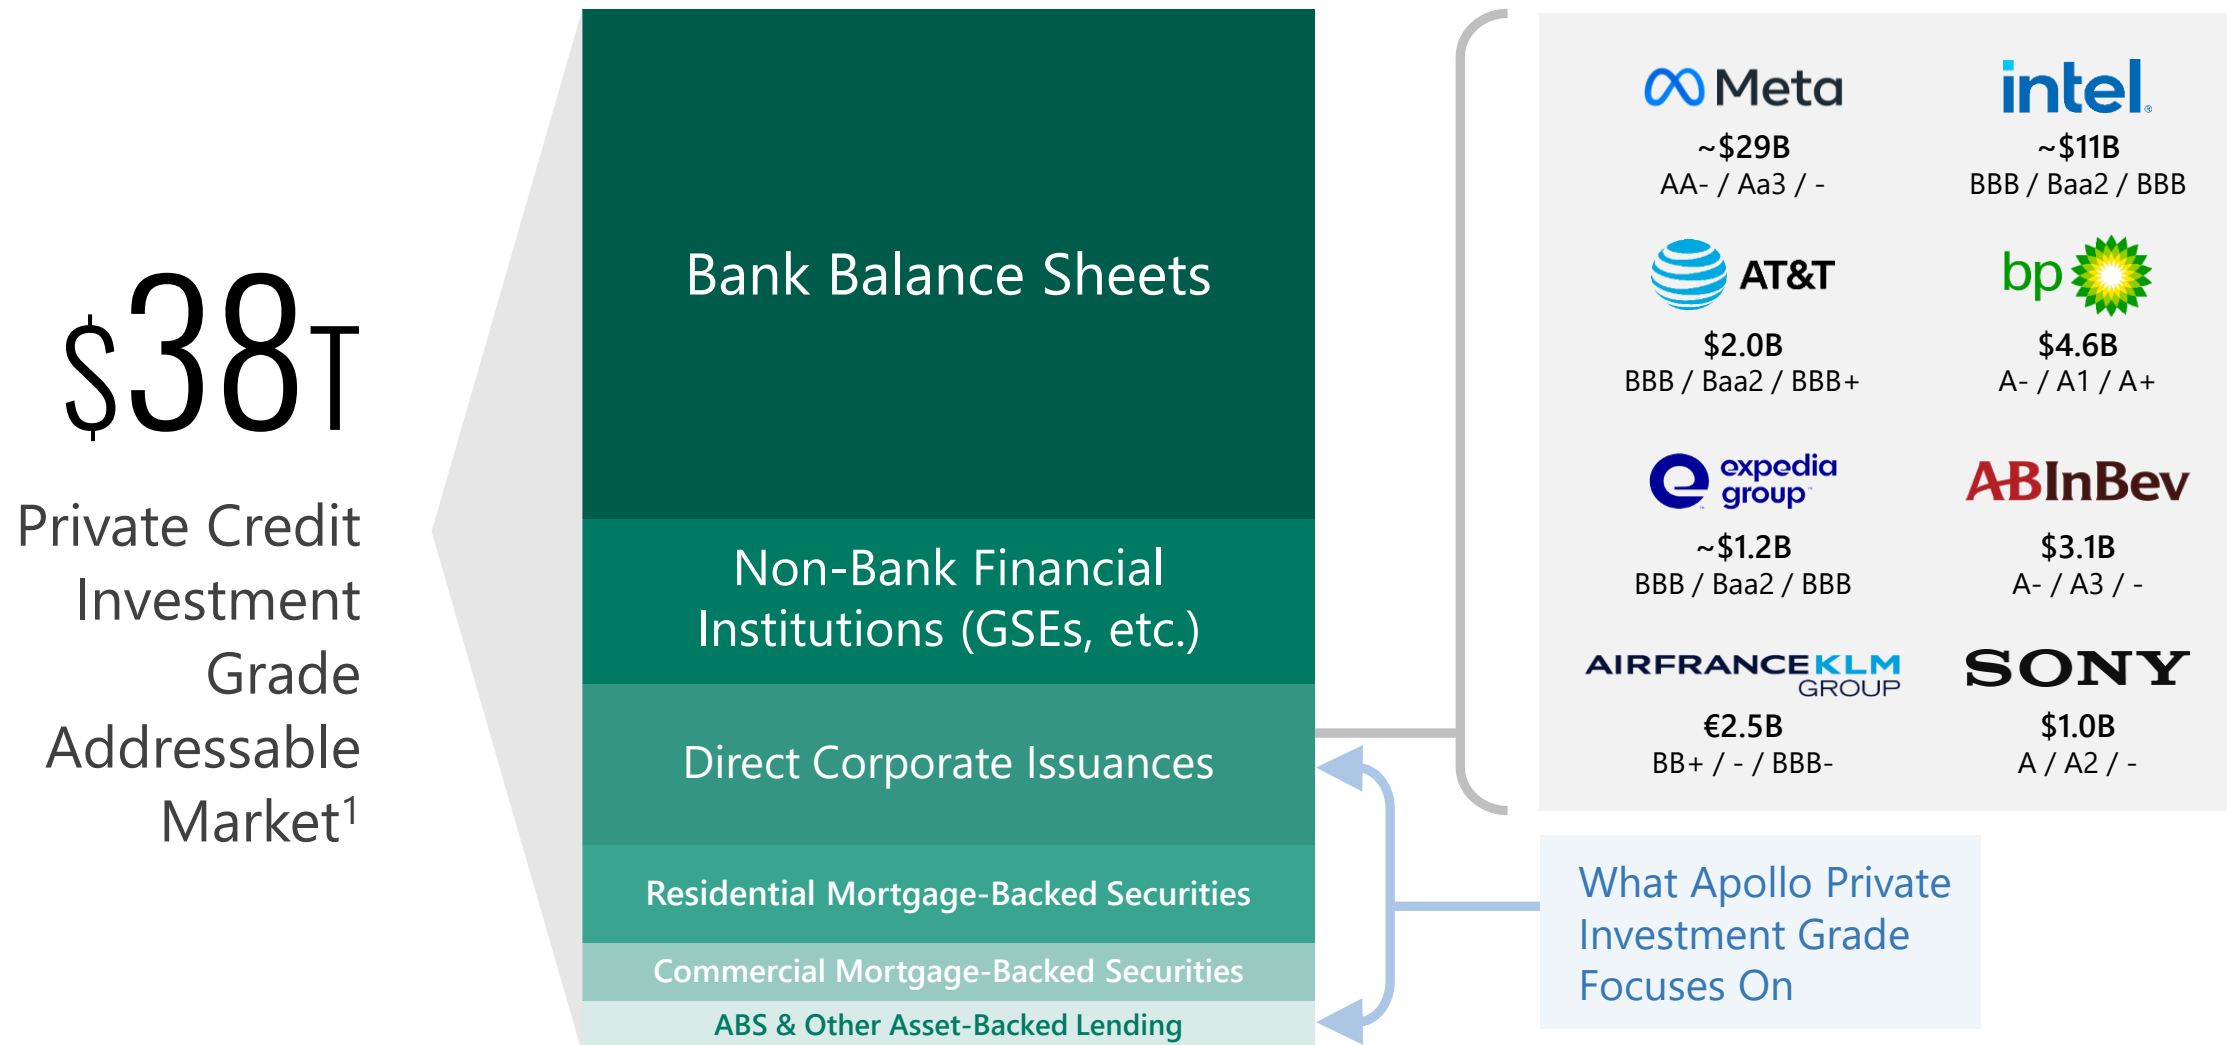 $38T
Private Credit
Investment
Grade
Addressable
Market¹
Bank Balance Sheets
Non-Bank Financial
Institutions (GSEs, etc.)
Direct Corporate Issuances
Residential Mortgage-Backed Securities
Commercial Mortgage-Backed Securities
ABS & Other Asset-Backed Lending
Meta
~$29B
AA- / Aa3 / -
intel®
~$11B
BBB / Baa2 / BBB
AT&T
$2.0B
BBB / Baa2 / BBB+
bp
$4.6B
A- / A1 / A+
expedia
group™
~$1.2B
BBB / Baa2 / BBB
ABInBev
$3.1B
A- / A3 / -
AIRFRANCEKLM
GROUP
€2.5B
BB+ / - / BBB-
SONY
$1.0B
A / A2 / -
What Apollo Private
Investment Grade
Focuses On